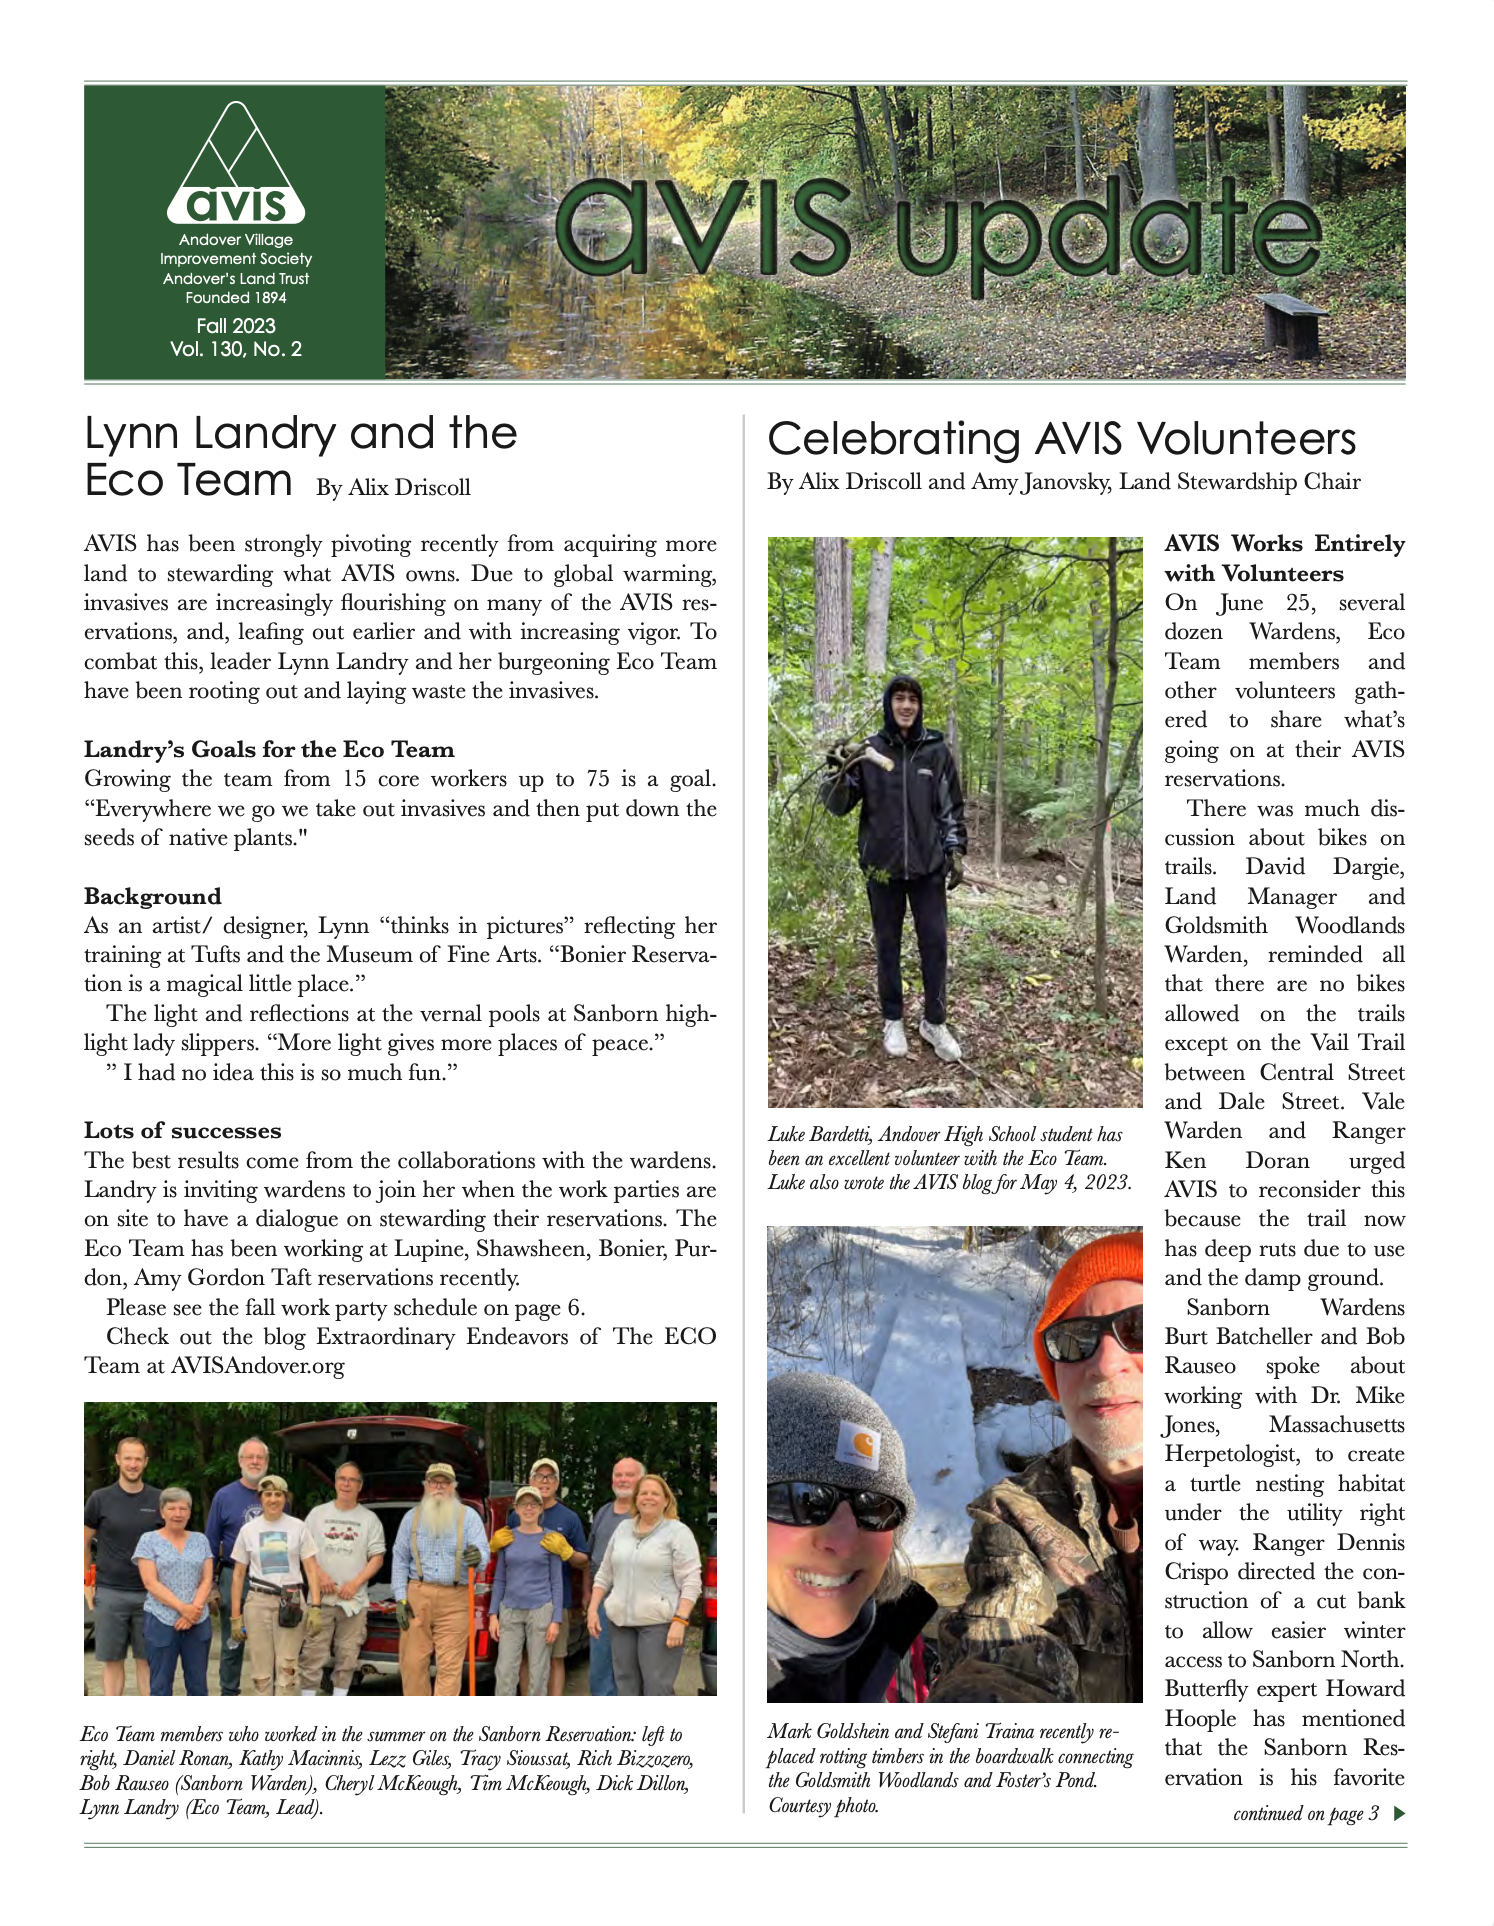 avis
Andover Village
Improvement Society
Andover's Land Trust
Founded 1894
Fall 2023
Vol. 130, No. 2
avis update
Lynn Landry and the
Eco Team By Alix Driscoll
AVIS has been strongly pivoting recently from acquiring more
land to stewarding what AVIS owns. Due to global warming,
invasives are increasingly flourishing on many of the AVIS res-
ervations, and, leafing out earlier and with increasing vigor. To
combat this, leader Lynn Landry and her burgeoning Eco Team
have been rooting out and laying waste the invasives.
Landry’s Goals for the Eco Team
Growing the team from 15 core workers up to 75 is a goal.
“Everywhere we go we take out invasives and then put down the
seeds of native plants."
Background
As an artist/ designer, Lynn “thinks in pictures” reflecting her
training at Tufts and the Museum of Fine Arts. “Bonier Reserva-
tion is a magical little place.”
The light and reflections at the vernal pools at Sanborn high-
light lady slippers. “More light gives more places of peace.”
” I had no idea this is so much fun.”
Lots of successes
The best results come from the collaborations with the wardens.
Landry is inviting wardens to join her when the work parties are
on site to have a dialogue on stewarding their reservations. The
Eco Team has been working at Lupine, Shawsheen, Bonier, Pur-
don, Amy Gordon Taft reservations recently.
Please see the fall work party schedule on page 6.
Check out the blog Extraordinary Endeavors of The ECO
Team at AVISAndover.org
Eco Team members who worked in the summer on the Sanborn Reservation: left to
right, Daniel Ronan, Kathy Macinnis, Lezz Giles, Tracy Sioussat, Rich Bizzozero,
Bob Rauseo (Sanborn Warden), Cheryl McKeough, Tim McKeough, Dick Dillon,
Lynn Landry (Eco Team, Lead).
Celebrating AVIS Volunteers
By Alix Driscoll and Amy Janovsky, Land Stewardship Chair
Luke Bardetti, Andover High School student has
been an excellent volunteer with the Eco Team.
Luke also wrote the AVIS blog for May 4, 2023.
Mark Goldshein and Stefani Traina recently re-
placed rotting timbers in the boardwalk connecting
the Goldsmith Woodlands and Foster’s Pond.
Courtesy photo.
AVIS Works Entirely
with Volunteers
On June 25, several
dozen Wardens, Eco
Team members and
other volunteers gath-
ered to share what’s
going on at their AVIS
reservations.
There was much dis-
cussion about bikes on
trails. David Dargie,
Land Manager and
Goldsmith Woodlands
Warden, reminded all
that there are no bikes
allowed on the trails
except on the Vail Trail
between Central Street
and Dale Street. Vale
Warden and Ranger
Ken Doran urged
AVIS to reconsider this
because the trail now
has deep ruts due to use
and the damp ground.
Sanborn Wardens
Burt Batcheller and Bob
Rauseo spoke about
working with Dr. Mike
Jones, Massachusetts
Herpetologist, to create
a turtle nesting habitat
under the utility right
of way. Ranger Dennis
Crispo directed the con-
struction of a cut bank
to allow easier winter
access to Sanborn North.
Butterfly expert Howard
Hoople has mentioned
that the Sanborn Res-
ervation is his favorite
continued on page 3